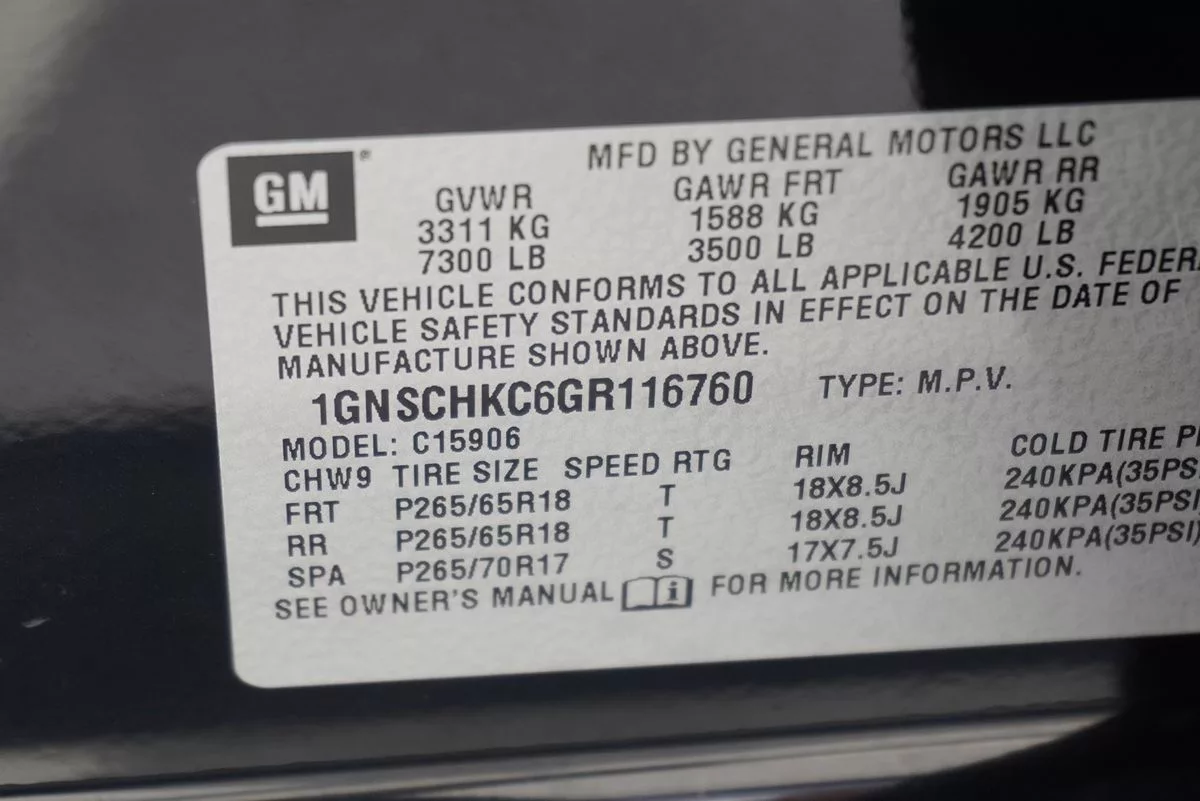 GM®
MFD BY GENERAL MOTORS LLC
GVWR GAWR FRT GAWR RR
3311 KG 1588 KG 1905 KG
7300 LB 3500 LB 4200 LB
THIS VEHICLE CONFORMS TO ALL APPLICABLE U.S. FEDER
VEHICLE SAFETY STANDARDS IN EFFECT ON THE DATE OF
MANUFACTURE SHOWN ABOVE.
1GNSCHKC6GR116760 TYPE: M.P.V.
MODEL: C15906
CHW9 TIRE SIZE SPEED RTG RIM COLD TIRE P
FRT P265/65R18 T 18X8.5J 240KPA(35PS
RR P265/65R18 T 18X8.5J 240KPA(35PSI
SPA P265/70R17 S 17X7.5J 240KPA(35PSI)
SEE OWNER'S MANUAL i FOR MORE INFORMATION.